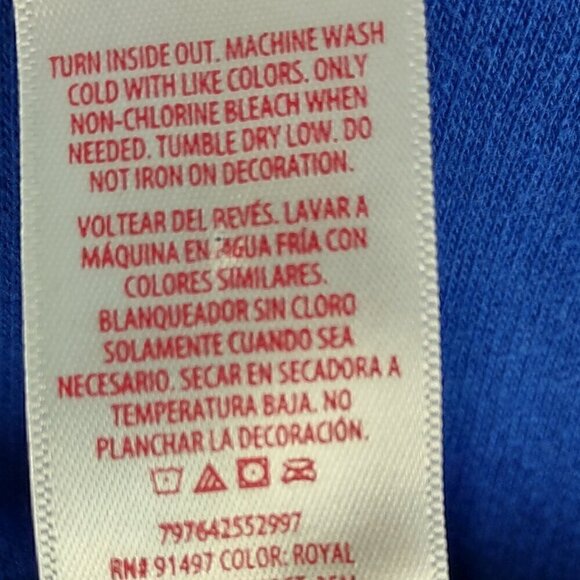 TURN INSIDE OUT. MACHINE WASH
COLD WITH LIKE COLORS. ONLY
NON-CHLORINE BLEACH WHEN
NEEDED. TUMBLE DRY LOW. DO
NOT IRON ON DECORATION.
VOLTEAR DEL REVÉS. LAVAR A
MÁQUINA EN AGUA FRÍA CON
COLORES SIMILARES.
BLANQUEADOR SIN CLORO
SOLAMENTE CUANDO SEA
NECESARIO. SECAR EN SECADORA A
TEMPERATURA BAJA. NO
PLANCHAR LA DECORACIÓN.
797642552997
RN# 91497 COLOR: ROYAL